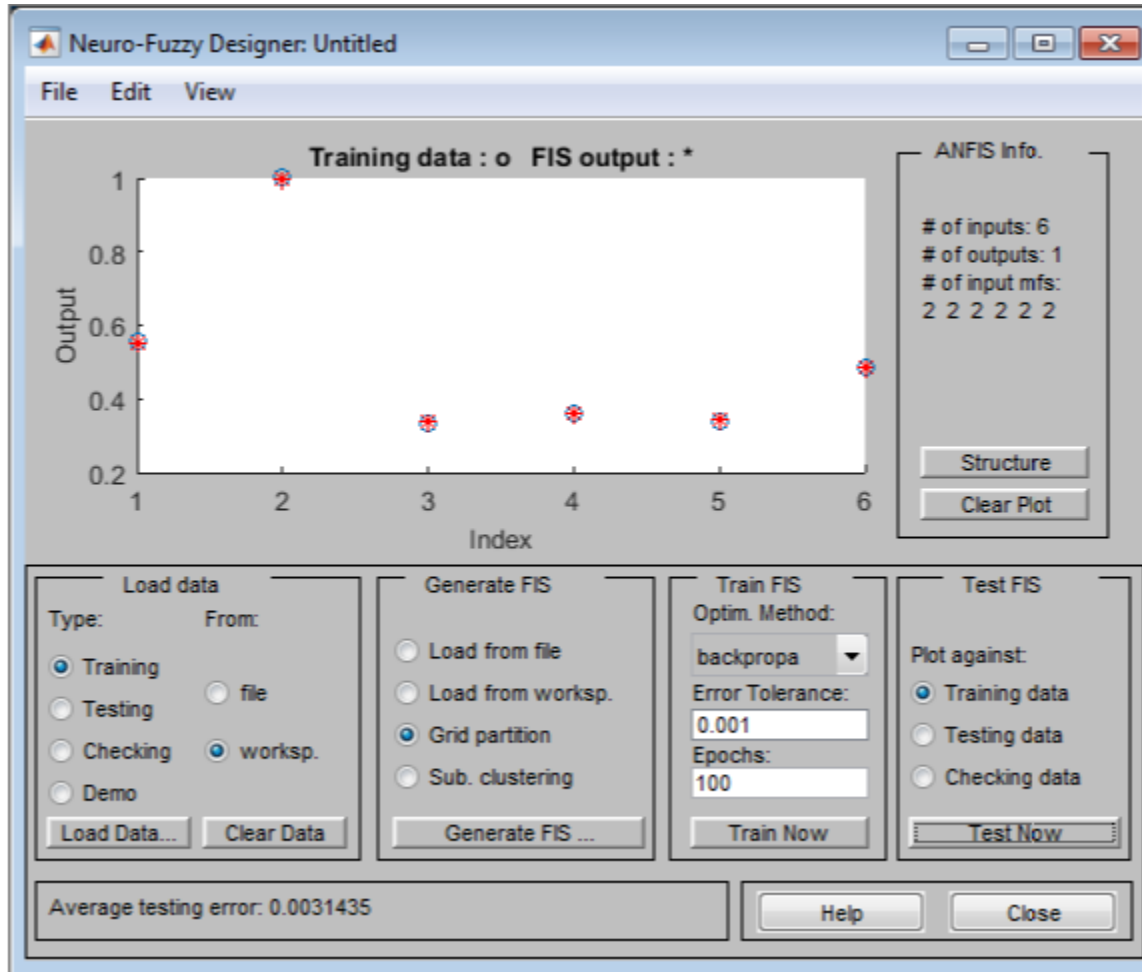 Neuro-Fuzzy Designer: Untitled
File Edit View
Training data : o FIS output : *
Output
1
0.8
0.6
0.4
0.2
1 2 3 4 5 6
Index
ANFIS Info.
# of inputs: 6
# of outputs: 1
# of input mfs:
2 2 2 2 2 2
Structure
Clear Plot
Load data
Type: From:
Training
Testing
Checking
Demo
file
worksp.
Load Data... Clear Data
Generate FIS
Load from file
Load from worksp.
Grid partition
Sub. clustering
Generate FIS ...
Train FIS
Optim. Method:
backpropa
Error Tolerance:
0.001
Epochs:
100
Train Now
Test FIS
Plot against:
Training data
Testing data
Checking data
Test Now
Average testing error: 0.0031435
Help Close